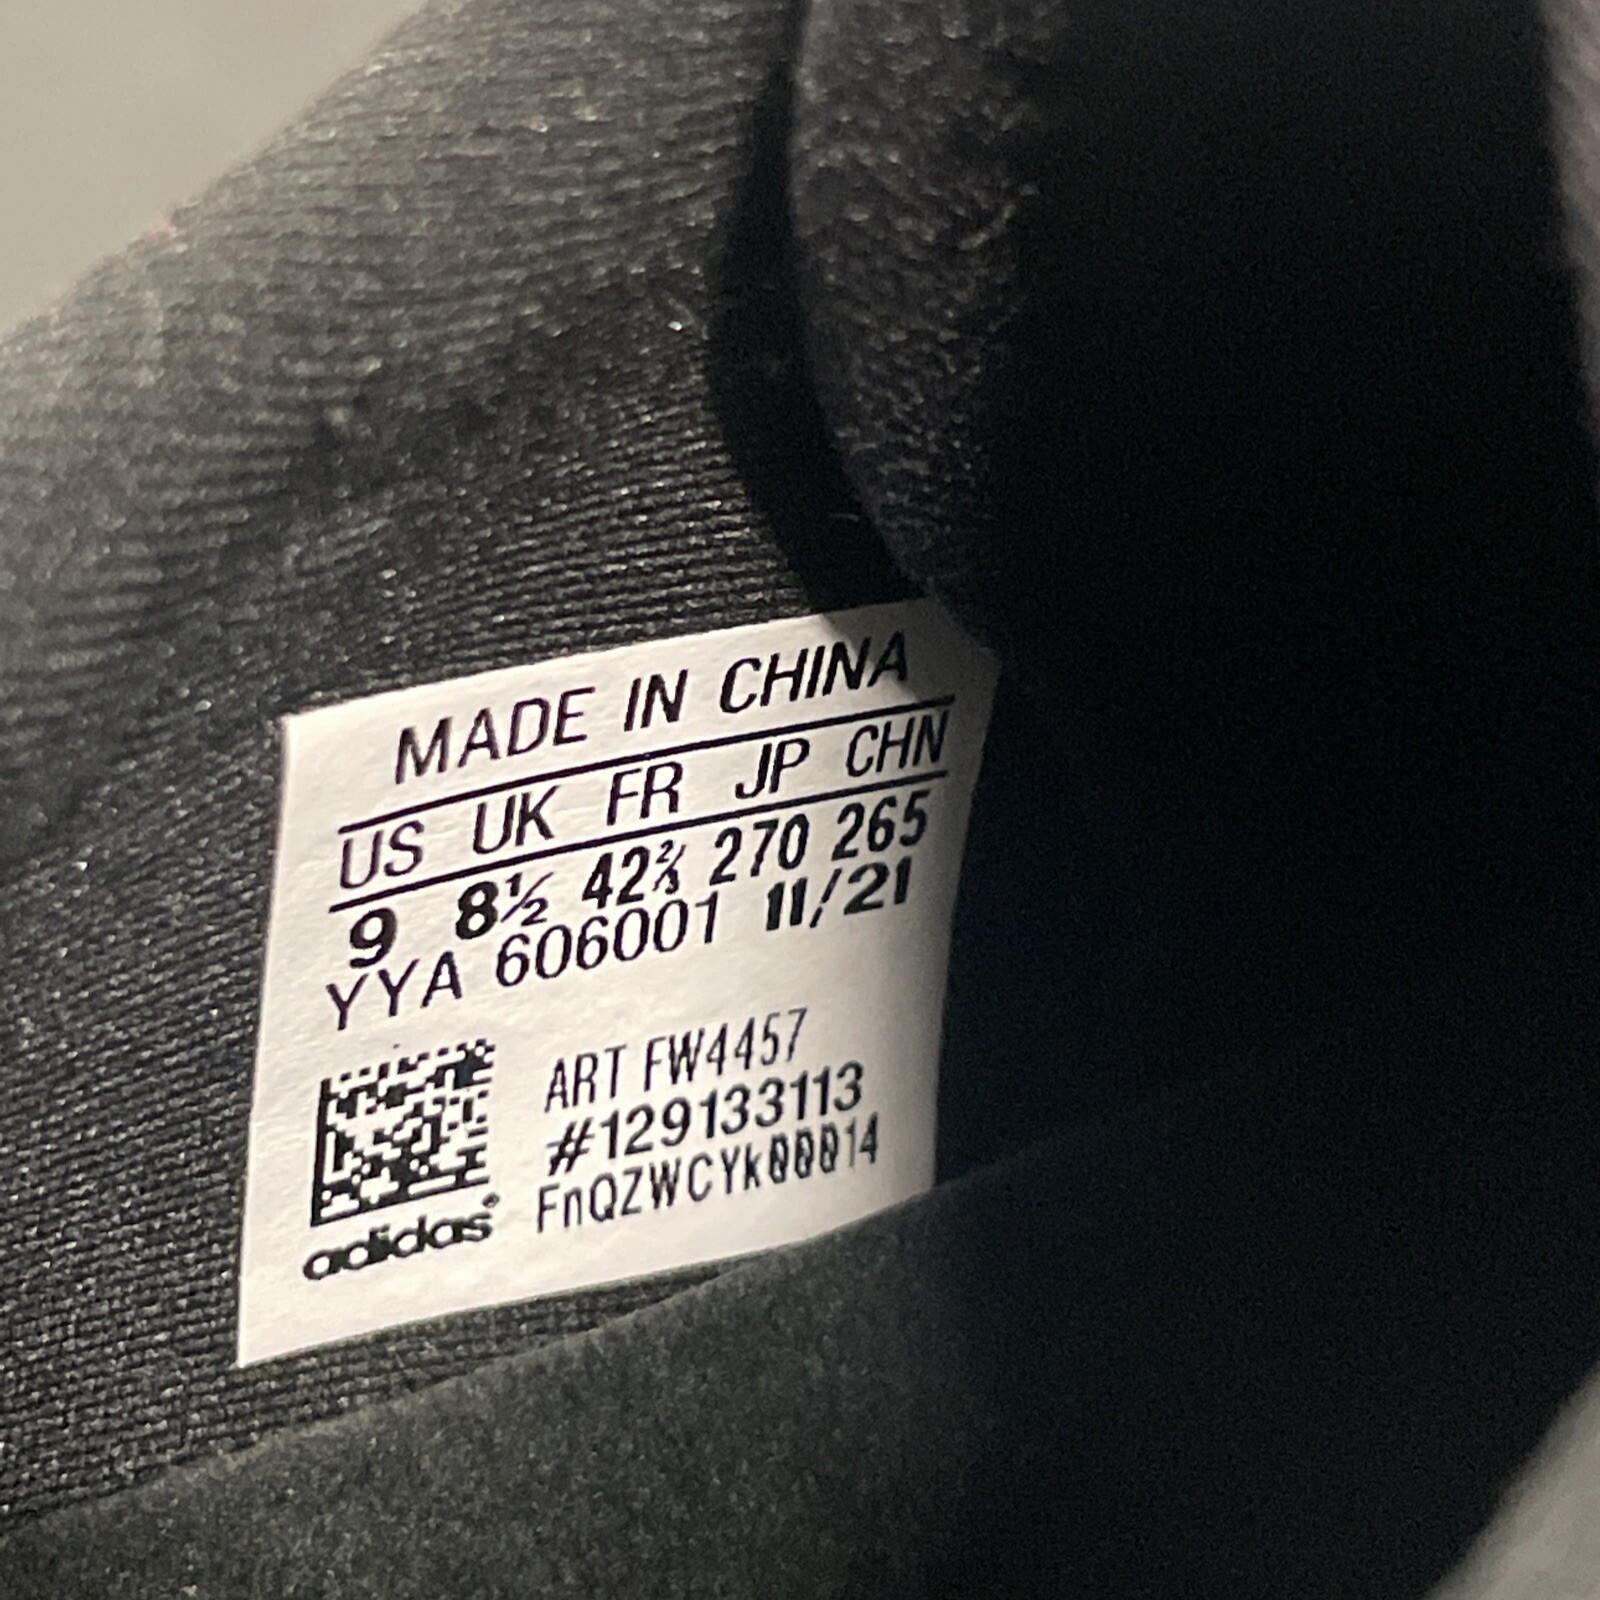 MADE IN CHINA
US UK FR JP CHN
9 8½ 42⅔ 270 265
YYA 606001 11/21
ART FW4457
#129133113
FnQZWCYk00014
adidas®